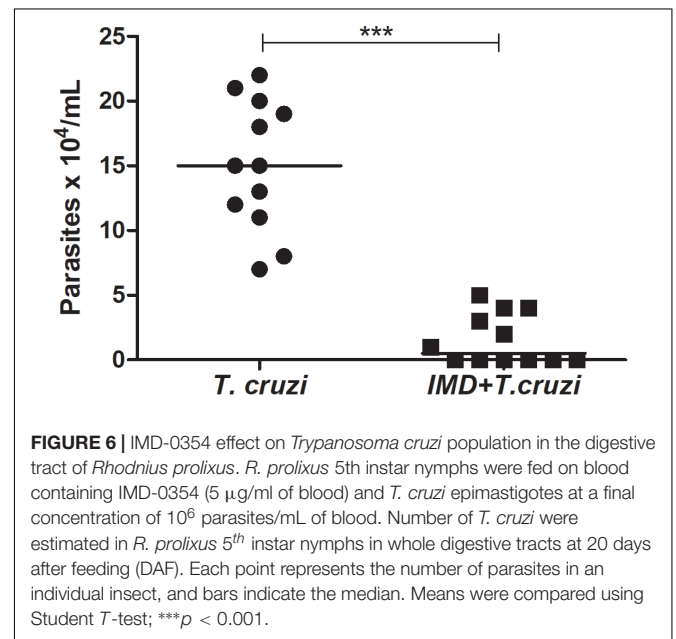 ***
25
20
15
10
5
0
Parasites x 10⁴/mL
T. cruzi IMD+T.cruzi
FIGURE 6 | IMD-0354 effect on Trypanosoma cruzi population in the digestive
tract of Rhodnius prolixus. R. prolixus 5th instar nymphs were fed on blood
containing IMD-0354 (5 μg/ml of blood) and T. cruzi epimastigotes at a final
concentration of 10⁶ parasites/mL of blood. Number of T. cruzi were
estimated in R. prolixus 5ᵗʰ instar nymphs in whole digestive tracts at 20 days
after feeding (DAF). Each point represents the number of parasites in an
individual insect, and bars indicate the median. Means were compared using
Student T-test; ***p < 0.001.